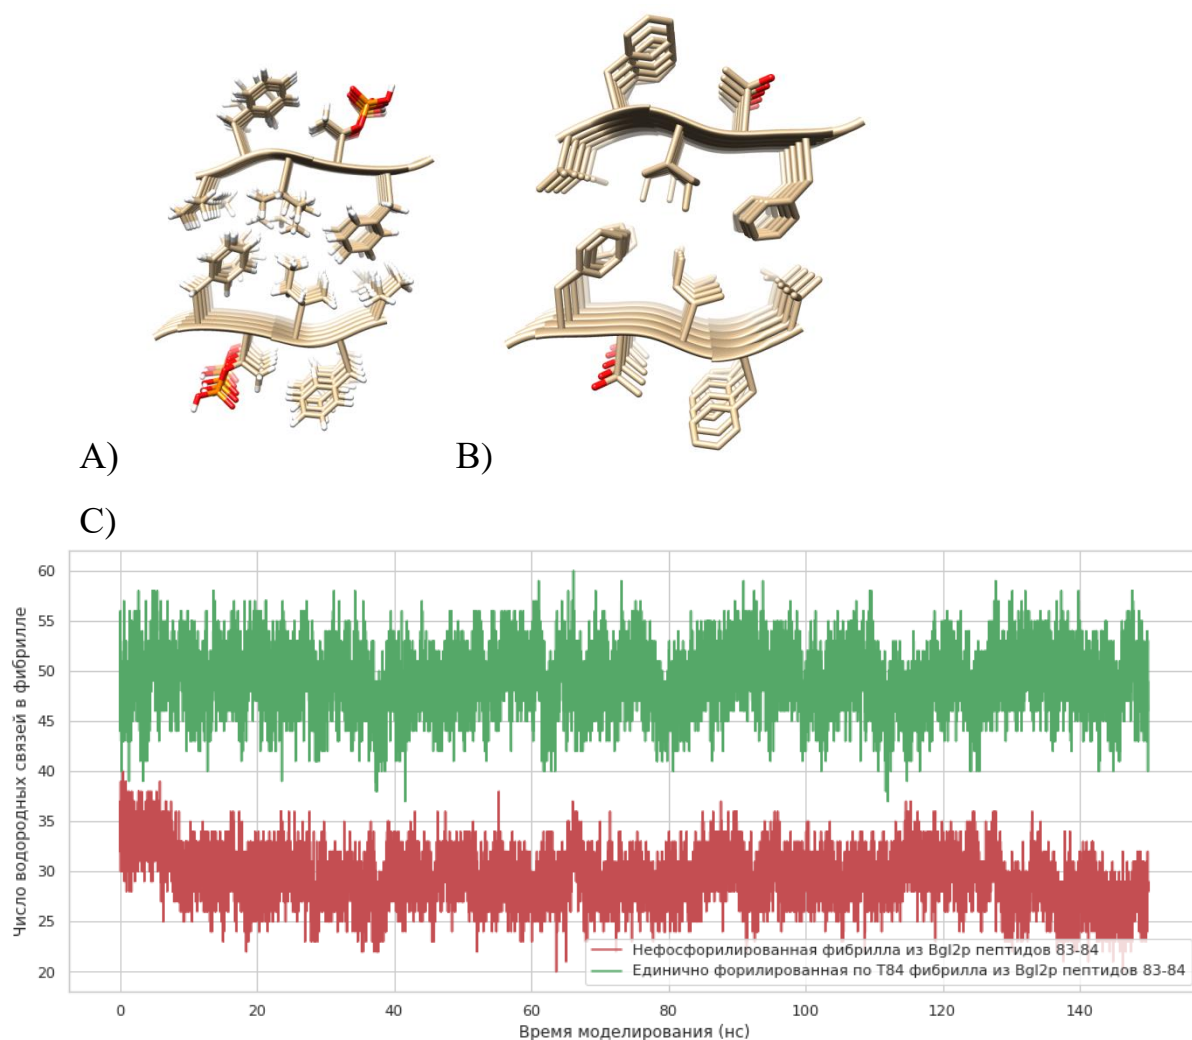 A)
B)
C)
Число водородных связей в фибрилле
60
55
50
45
40
35
30
25
20
Нефосфорилированная фибрилла из Bgl2p пептидов 83-84
Единично форилированная по T84 фибрилла из Bgl2p пептидов 83-84
0
20
40
60
80
100
120
140
Время моделирования (нс)